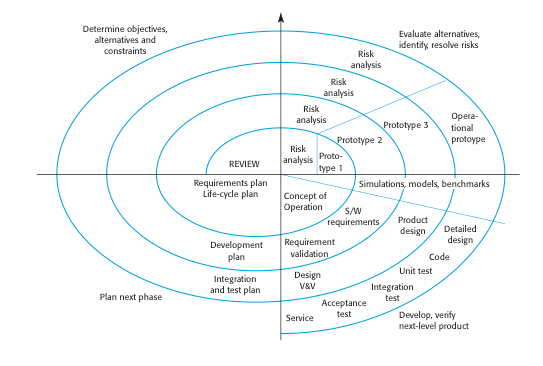 Determine objectives,
alternatives and
constraints
Evaluate alternatives,
identify, resolve risks
Risk
analysis
Risk
analysis
Risk
analysis
Risk
analysis
REVIEW
Proto-
type 1
Prototype 2
Prototype 3
Opera-
tional
protoype
Requirements plan
Life-cycle plan
Simulations, models, benchmarks
Concept of
Operation
S/W
requirements
Product
design
Detailed
design
Development
plan
Requirement
validation
Code
Unit test
Integration
and test plan
Design
V&V
Integration
test
Plan next phase
Acceptance
test
Service
Develop, verify
next-level product